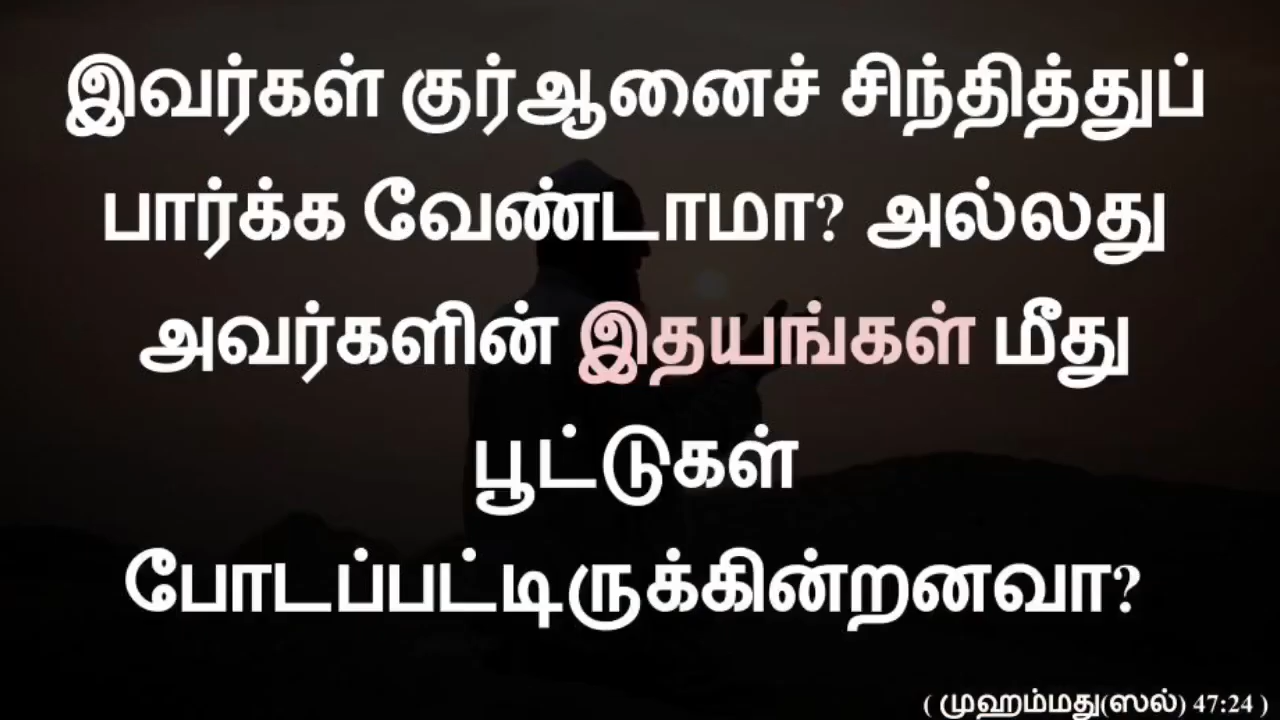 இவர்கள் குர்ஆனைச் சிந்தித்துப்
பார்க்க வேண்டாமா? அல்லது
அவர்களின் இதயங்கள் மீது
பூட்டுகள்
போடப்பட்டிருக்கின்றனவா?
( முஹம்மது(ஸல்) 47:24 )